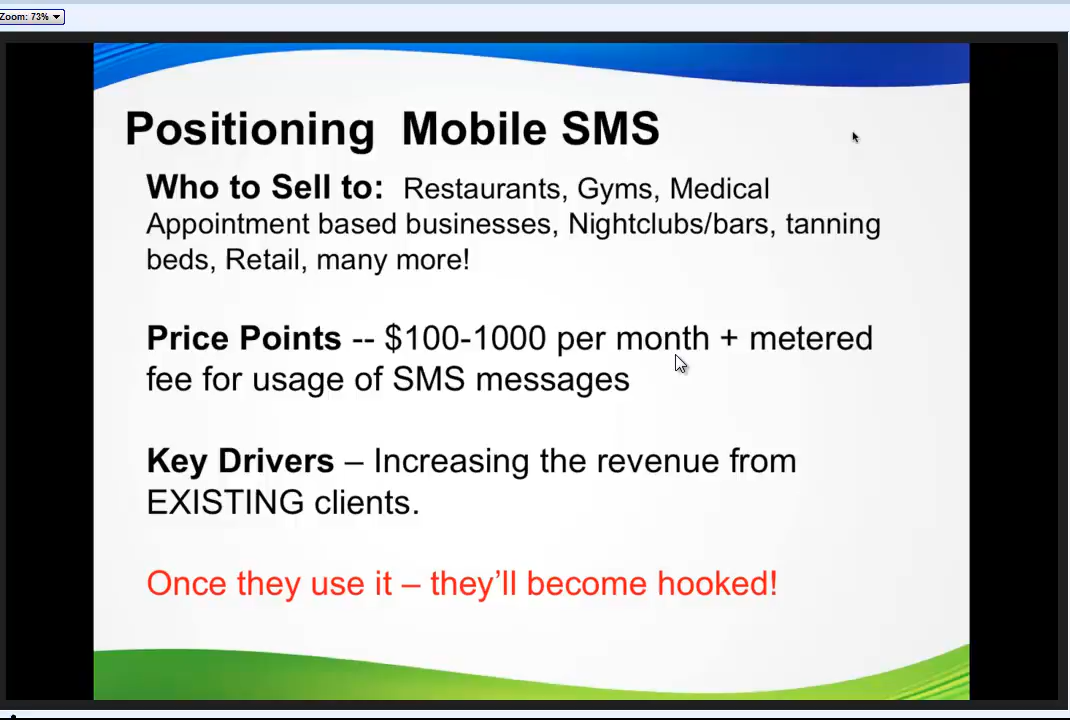 Zoom: 73%
Positioning Mobile SMS
Who to Sell to: Restaurants, Gyms, Medical
Appointment based businesses, Nightclubs/bars, tanning
beds, Retail, many more!
Price Points -- $100-1000 per month + metered
fee for usage of SMS messages
Key Drivers – Increasing the revenue from
EXISTING clients.
Once they use it – they’ll become hooked!